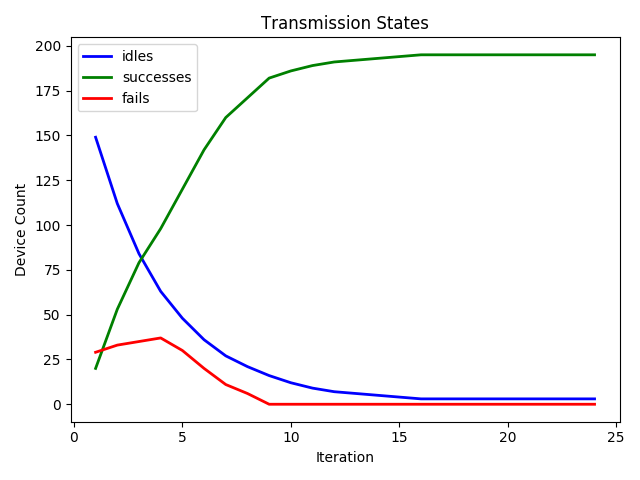 Transmission States
idles
successes
fails
Device Count
200
175
150
125
100
75
50
25
0
0 5 10 15 20 25
Iteration